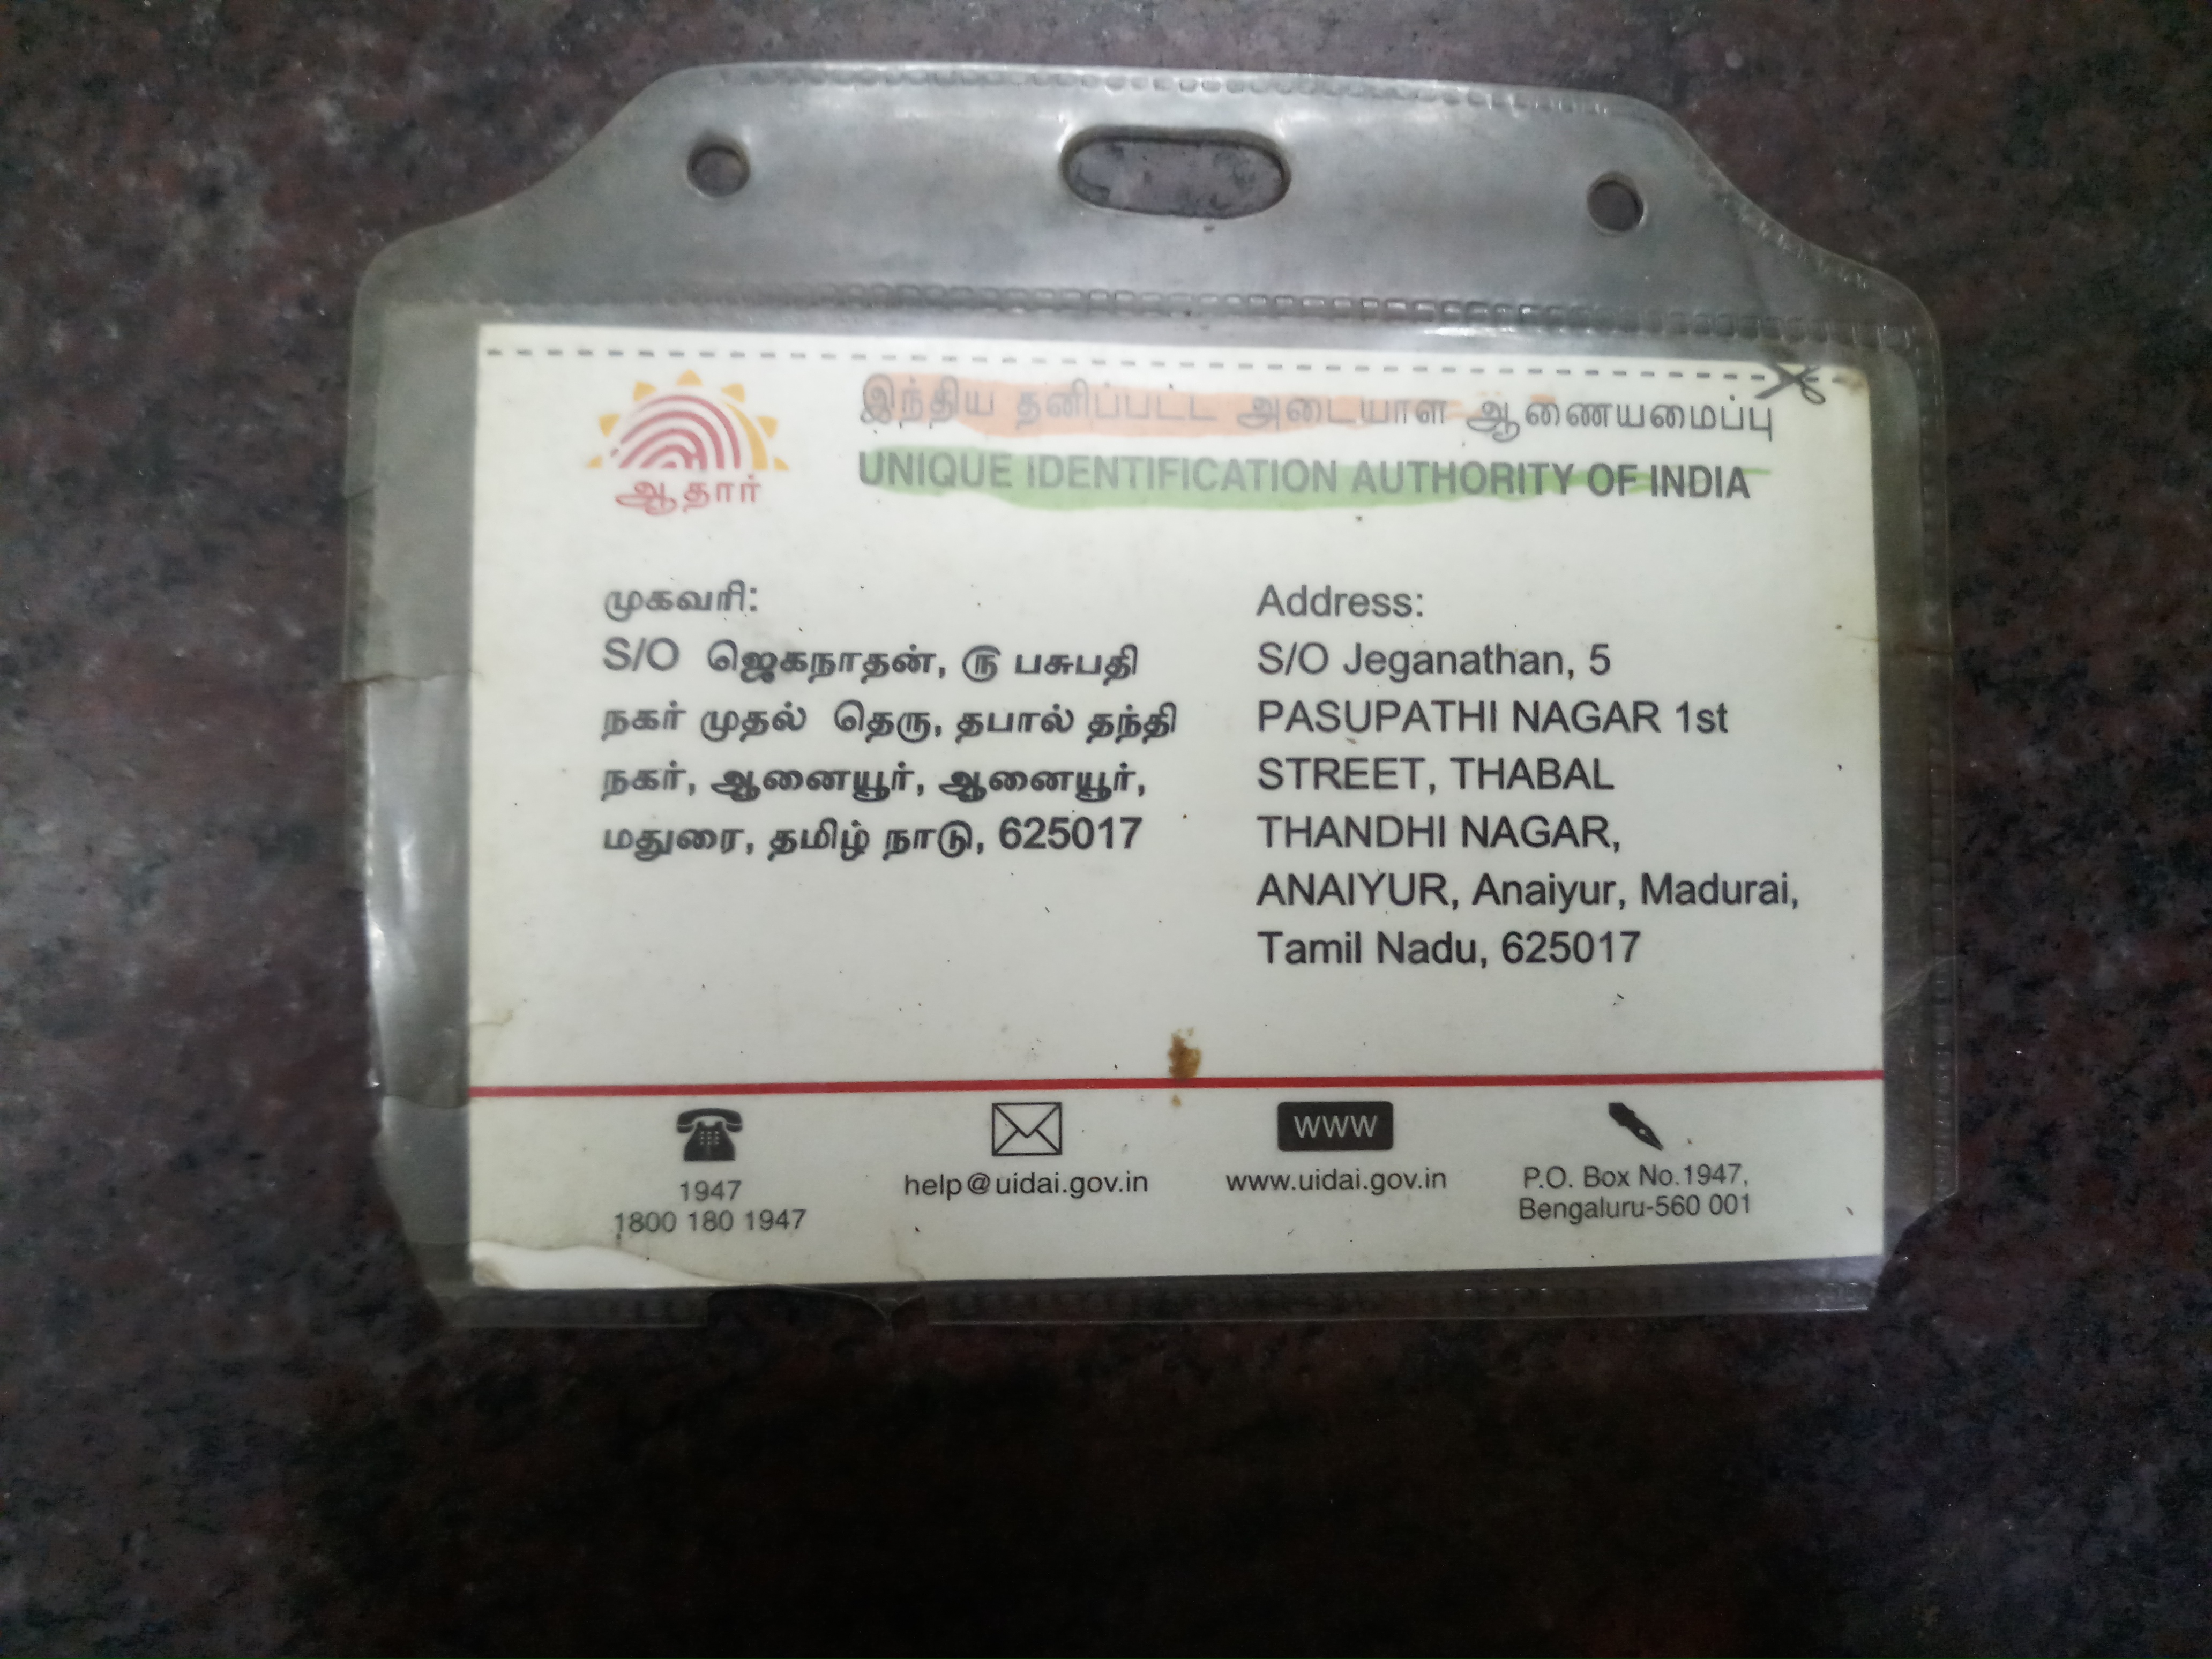 இந்திய தனிப்பட்ட அடையாள ஆணையமைப்பு
UNIQUE IDENTIFICATION AUTHORITY OF INDIA
ஆதார்
முகவரி:
S/O ஜெகநாதன், ௫ பசுபதி
நகர் முதல் தெரு, தபால் தந்தி
நகர், ஆனையூர், ஆனையூர்,
மதுரை, தமிழ் நாடு, 625017
Address:
S/O Jeganathan, 5
PASUPATHI NAGAR 1st
STREET, THABAL
THANDHI NAGAR,
ANAIYUR, Anaiyur, Madurai,
Tamil Nadu, 625017
1947
1800 180 1947
help@uidai.gov.in
WWW
www.uidai.gov.in
P.O. Box No.1947,
Bengaluru-560 001